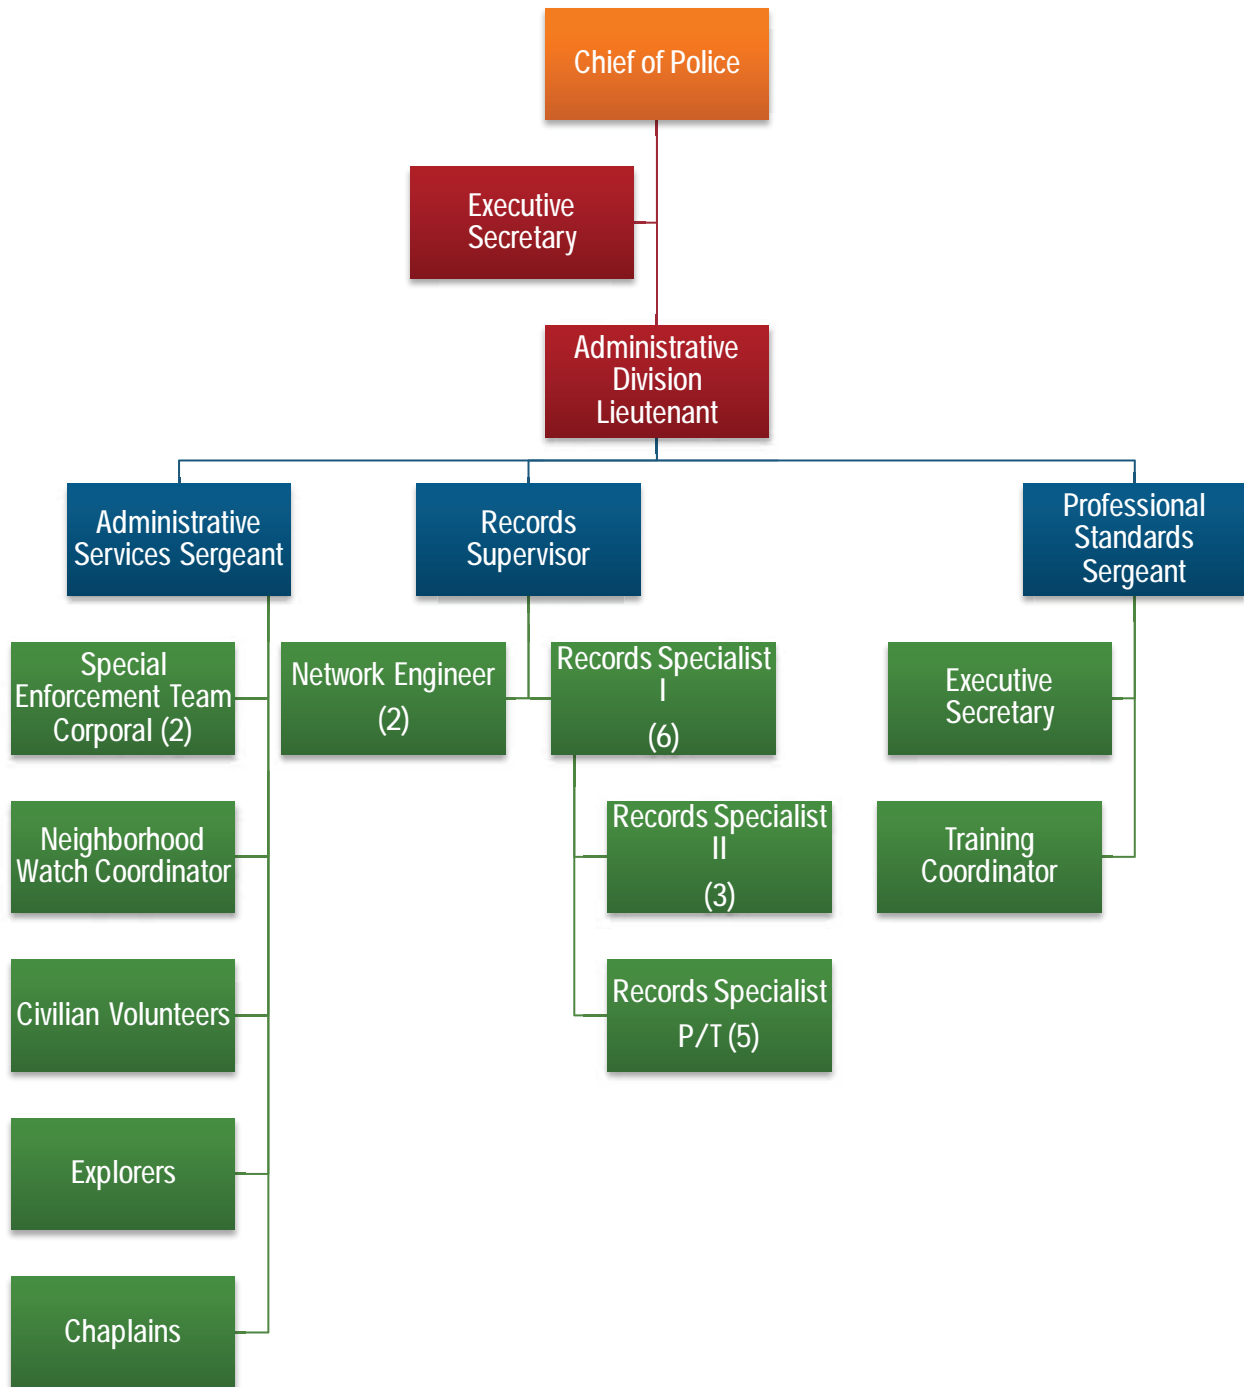 Chief of Police
Executive
Secretary
Administrative
Division
Lieutenant
Administrative
Services Sergeant
Records
Supervisor
Professional
Standards
Sergeant
Special
Enforcement Team
Corporal (2)
Network Engineer
(2)
Records Specialist
I
(6)
Executive
Secretary
Neighborhood
Watch Coordinator
Records Specialist
II
(3)
Training
Coordinator
Civilian Volunteers
Records Specialist
P/T (5)
Explorers
Chaplains